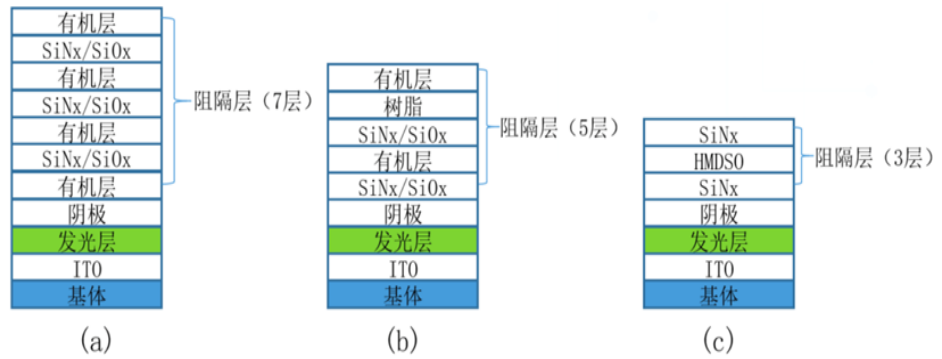 有机层
SiNx/SiOx
有机层
SiNx/SiOx
有机层
SiNx/SiOx
有机层
阴极
发光层
ITO
基体
阻隔层（7层）
(a)
有机层
树脂
SiNx/SiOx
有机层
SiNx/SiOx
阴极
发光层
ITO
基体
阻隔层（5层）
(b)
SiNx
HMDSO
SiNx
阴极
发光层
ITO
基体
阻隔层（3层）
(c)